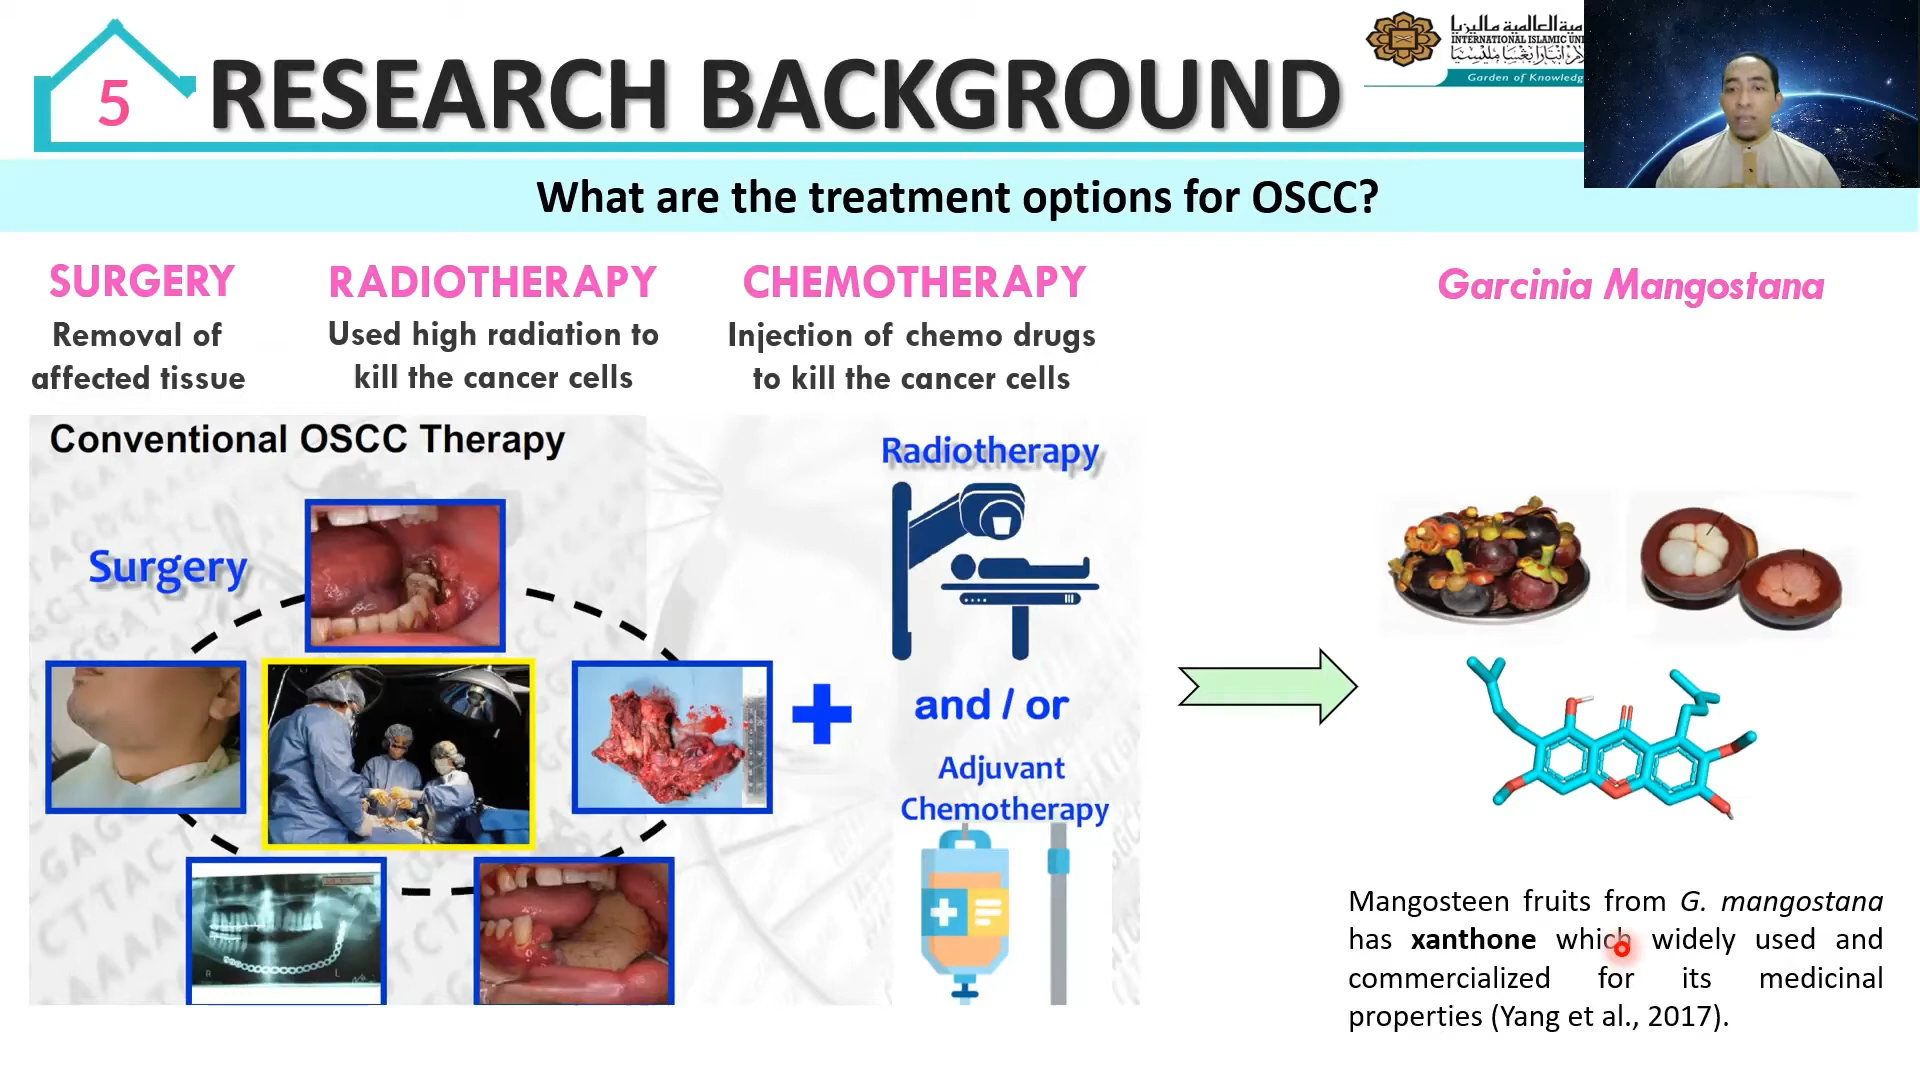 5
RESEARCH BACKGROUND
INTERNATIONAL ISLAMIC UNI
Garden of Knowledg
What are the treatment options for OSCC?
SURGERY
Removal of
affected tissue
RADIOTHERAPY
Used high radiation to
kill the cancer cells
CHEMOTHERAPY
Injection of chemo drugs
to kill the cancer cells
Garcinia Mangostana
Conventional OSCC Therapy
Surgery
Radiotherapy
and / or
Adjuvant
Chemotherapy
R
L
Mangosteen fruits from G. mangostana
has xanthone which widely used and
commercialized for its medicinal
properties (Yang et al., 2017).